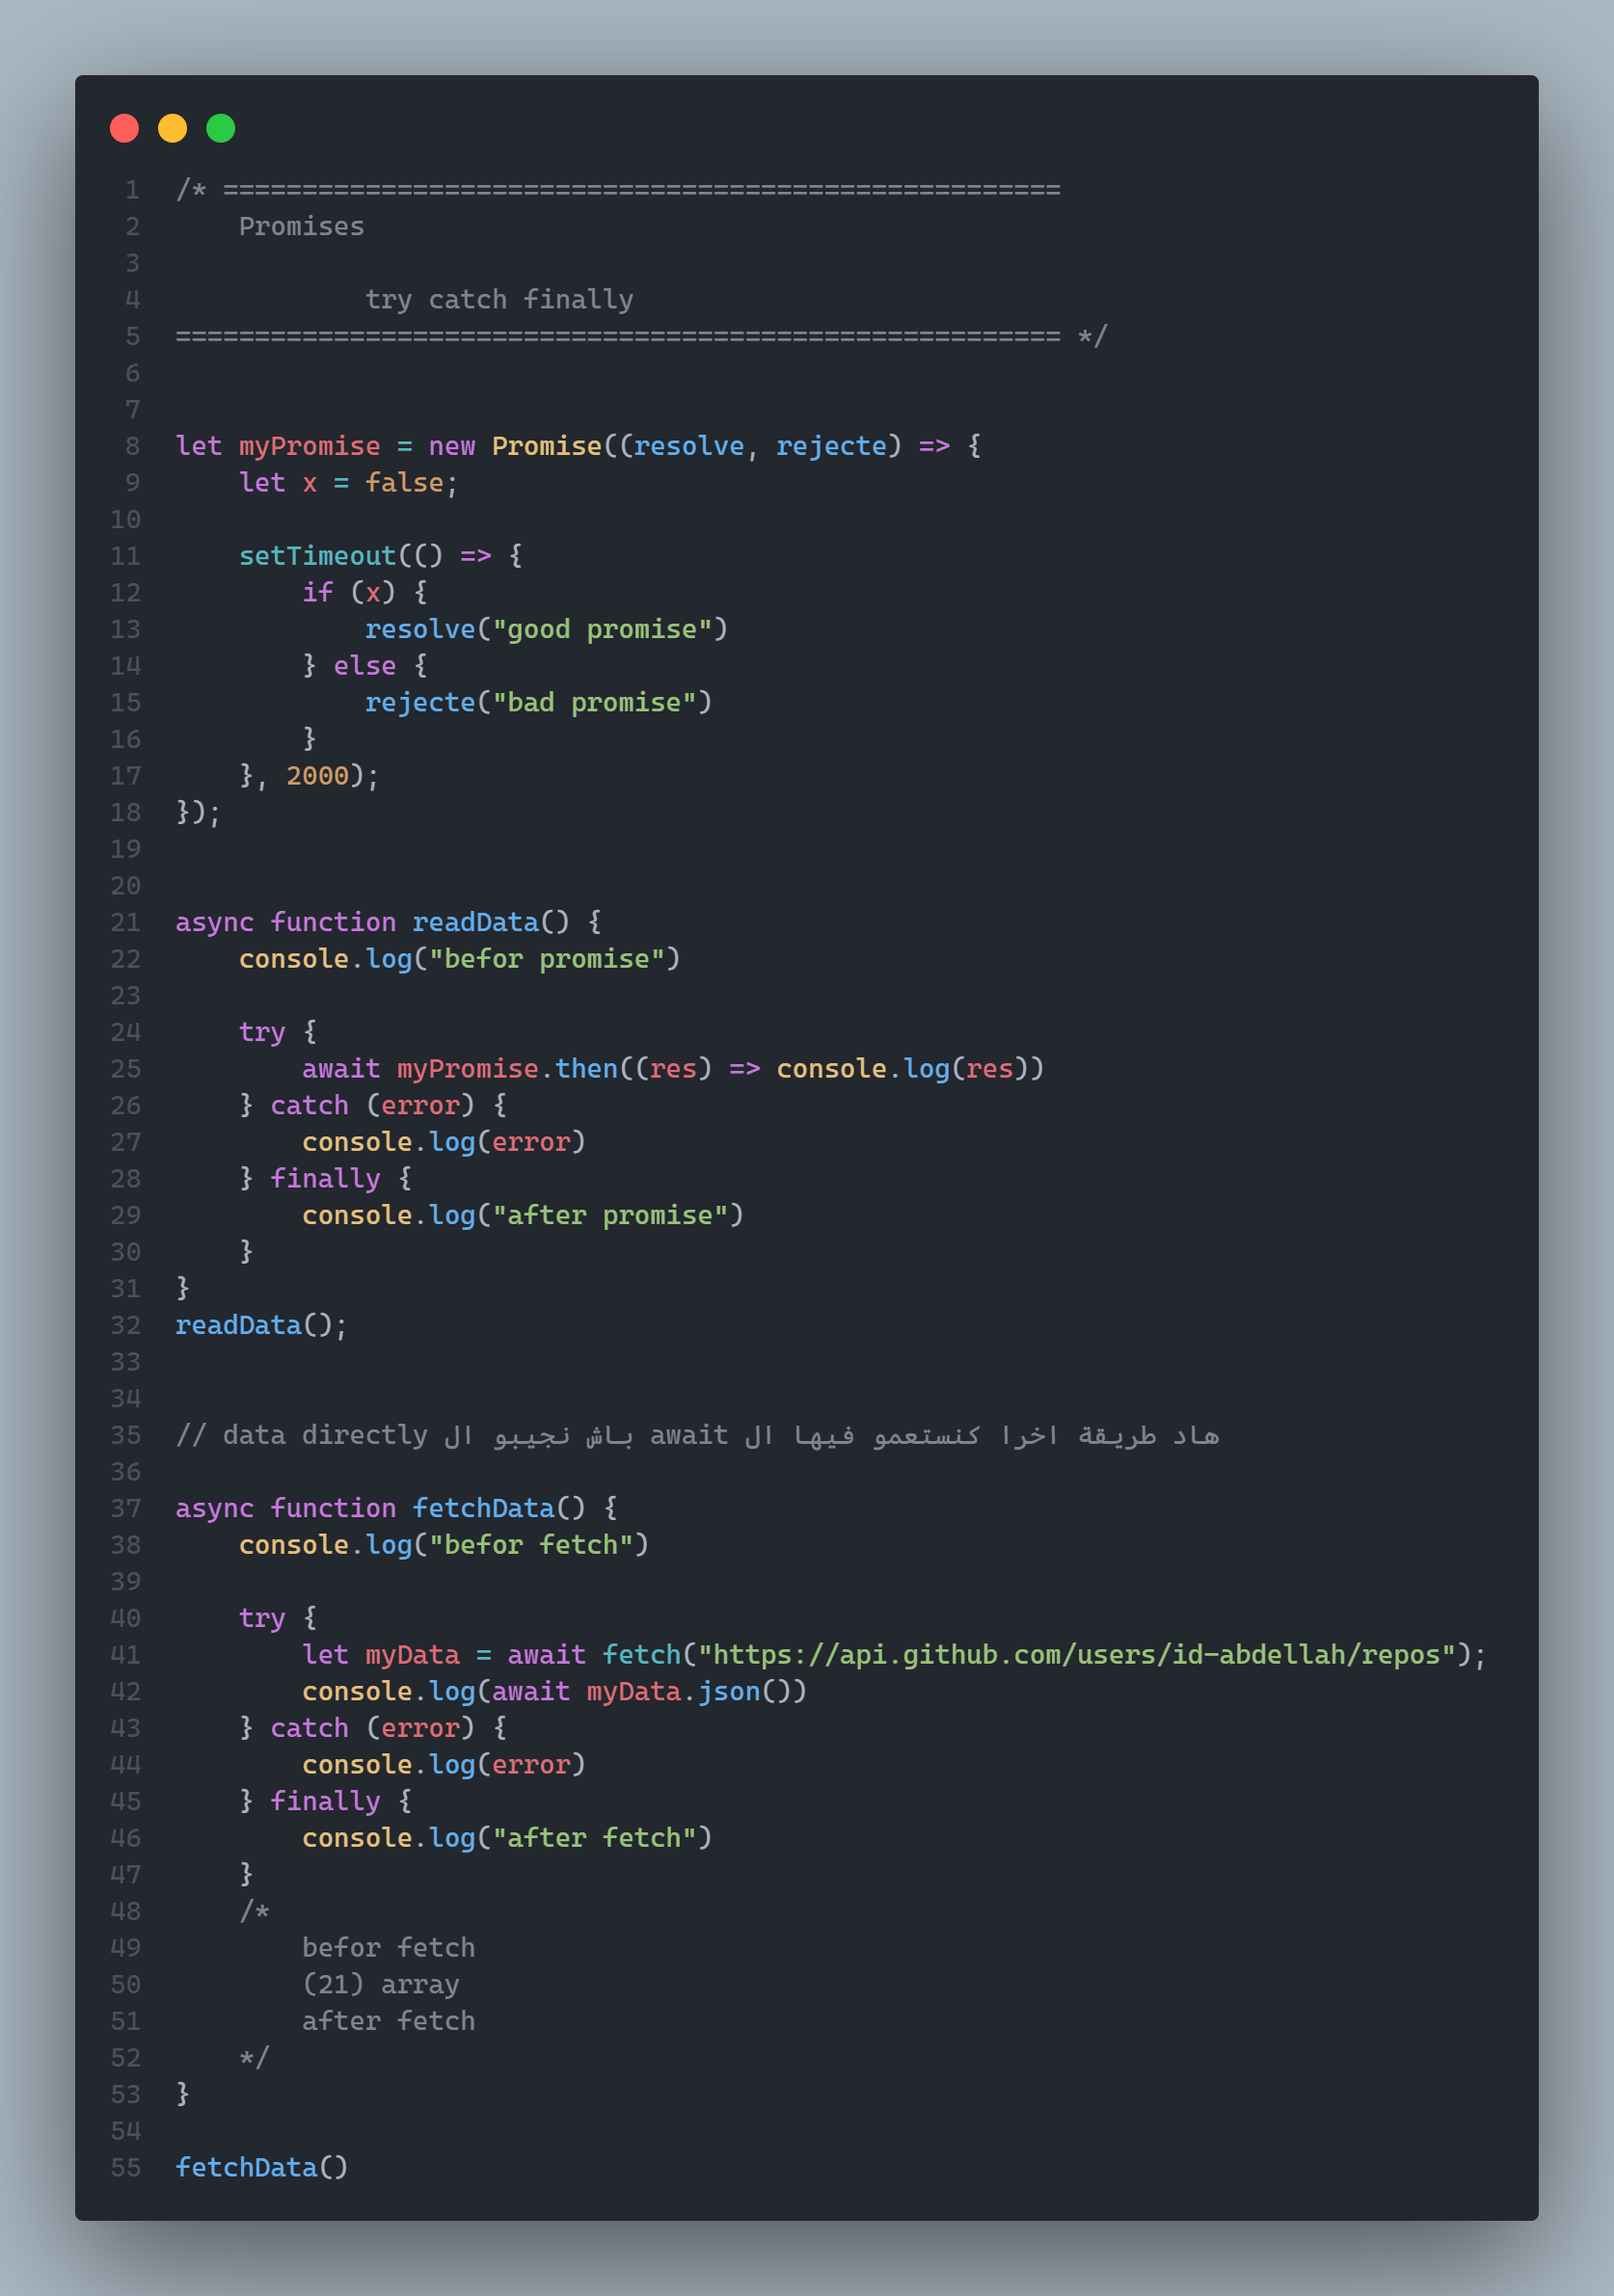 1 /* =====================================================
2     Promises
3
4             try catch finally
5 ======================================================== */
6
7
8 let myPromise = new Promise((resolve, rejecte) => {
9     let x = false;
10
11     setTimeout(() => {
12         if (x) {
13             resolve("good promise")
14         } else {
15             rejecte("bad promise")
16         }
17     }, 2000);
18 });
19
20
21 async function readData() {
22     console.log("befor promise")
23
24     try {
25         await myPromise.then((res) => console.log(res))
26     } catch (error) {
27         console.log(error)
28     } finally {
29         console.log("after promise")
30     }
31 }
32 readData();
33
34
35 // هاد طريقة اخرا كنستعمو فيها ال await باش نجيبو ال data directly
36
37 async function fetchData() {
38     console.log("befor fetch")
39
40     try {
41         let myData = await fetch("https://api.github.com/users/id-abdellah/repos");
42         console.log(await myData.json())
43     } catch (error) {
44         console.log(error)
45     } finally {
46         console.log("after fetch")
47     }
48     /*
49         befor fetch
50         (21) array
51         after fetch
52     */
53 }
54
55 fetchData()